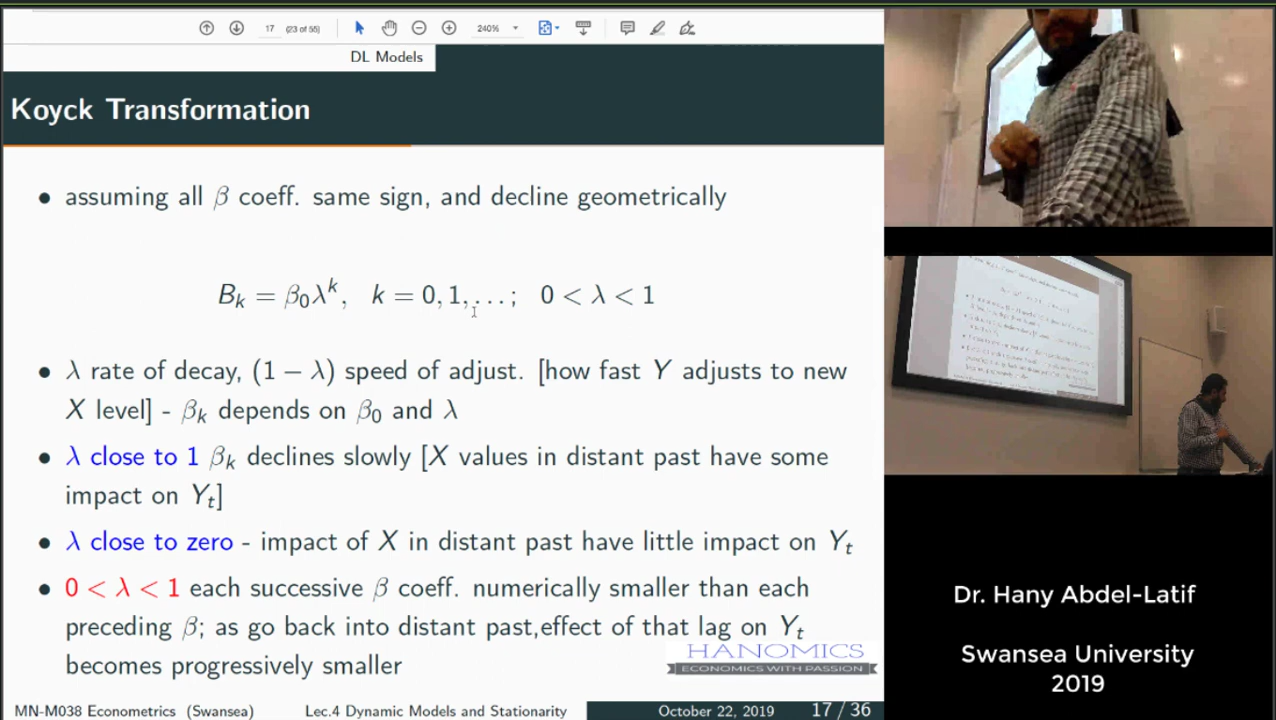 17 (23 of 55) 240%
DL Models
Koyck Transformation
• assuming all β coeff. same sign, and decline geometrically
B_k = β_0 λ^k, k = 0, 1, . . . ; 0 < λ < 1
• λ rate of decay, (1 − λ) speed of adjust. [how fast Y adjusts to new
X level] - β_k depends on β_0 and λ
• λ close to 1 β_k declines slowly [X values in distant past have some
impact on Y_t]
• λ close to zero - impact of X in distant past have little impact on Y_t
• 0 < λ < 1 each successive β coeff. numerically smaller than each
preceding β; as go back into distant past,effect of that lag on Y_t
becomes progressively smaller
HANOMICS
ECONOMICS WITH PASSION
MN-M038 Econometrics (Swansea) Lec.4 Dynamic Models and Stationarity October 22, 2019 17 / 36
Dr. Hany Abdel-Latif
Swansea University
2019